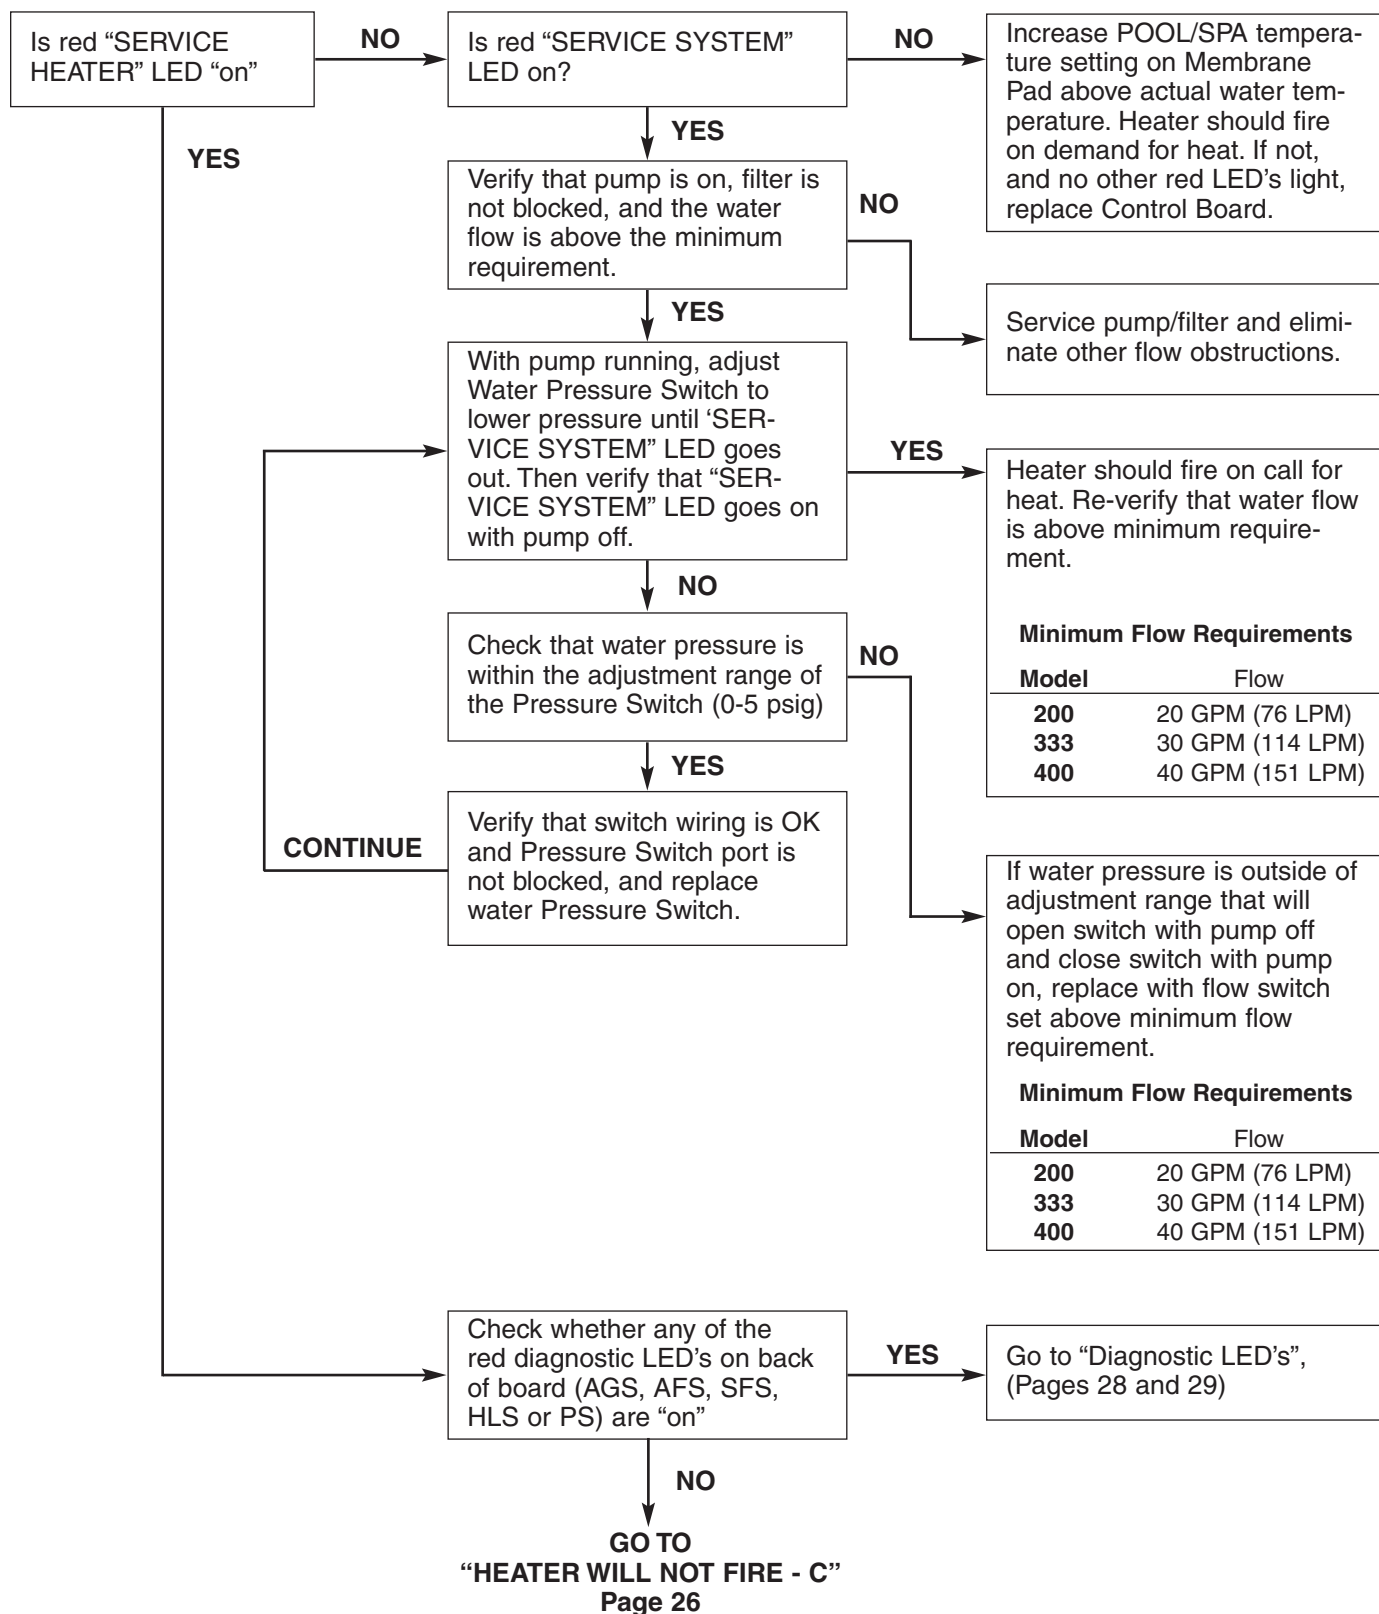 Is red “SERVICE
HEATER” LED “on”
NO
Is red “SERVICE SYSTEM”
LED on?
NO
Increase POOL/SPA tempera-
ture setting on Membrane
Pad above actual water tem-
perature. Heater should fire
on demand for heat. If not,
and no other red LED’s light,
replace Control Board.
YES
YES
Verify that pump is on, filter is
not blocked, and the water
flow is above the minimum
requirement.
NO
Service pump/filter and elimi-
nate other flow obstructions.
YES
With pump running, adjust
Water Pressure Switch to
lower pressure until ‘SER-
VICE SYSTEM” LED goes
out. Then verify that “SER-
VICE SYSTEM” LED goes on
with pump off.
YES
Heater should fire on call for
heat. Re-verify that water flow
is above minimum require-
ment.
Minimum Flow Requirements
Model Flow
200 20 GPM (76 LPM)
333 30 GPM (114 LPM)
400 40 GPM (151 LPM)
NO
Check that water pressure is
within the adjustment range of
the Pressure Switch (0-5 psig)
NO
YES
Verify that switch wiring is OK
and Pressure Switch port is
not blocked, and replace
water Pressure Switch.
CONTINUE
If water pressure is outside of
adjustment range that will
open switch with pump off
and close switch with pump
on, replace with flow switch
set above minimum flow
requirement.
Minimum Flow Requirements
Model Flow
200 20 GPM (76 LPM)
333 30 GPM (114 LPM)
400 40 GPM (151 LPM)
Check whether any of the
red diagnostic LED’s on back
of board (AGS, AFS, SFS,
HLS or PS) are “on”
YES
Go to “Diagnostic LED’s”,
(Pages 28 and 29)
NO
GO TO
“HEATER WILL NOT FIRE - C”
Page 26